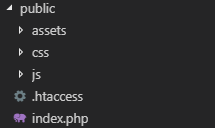 public
assets
css
js
.htaccess
index.php